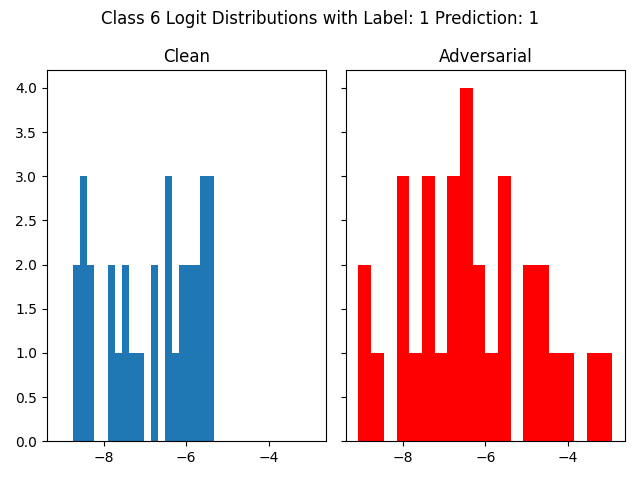 Class 6 Logit Distributions with Label: 1 Prediction: 1
Clean
Adversarial
4.0
3.5
3.0
2.5
2.0
1.5
1.0
0.5
0.0
−8 −6 −4
−8 −6 −4